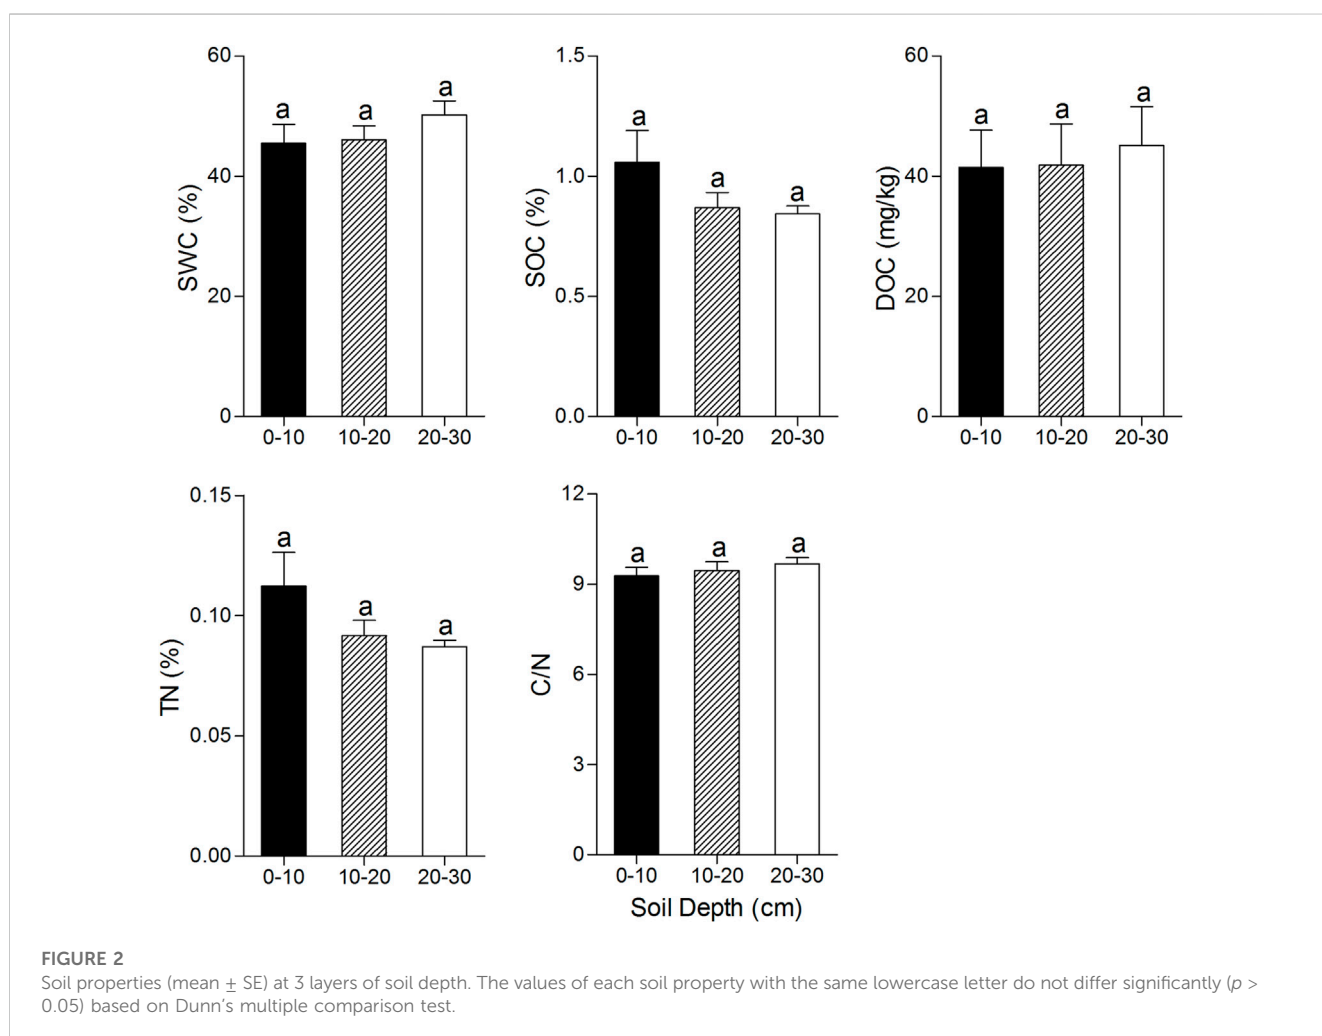 60
40
20
0
SWC (%)
a
a
a
0-10
10-20
20-30
1.5
1.0
0.5
0.0
SOC (%)
a
a
a
0-10
10-20
20-30
60
40
20
0
DOC (mg/kg)
a
a
a
0-10
10-20
20-30
0.15
0.10
0.05
0.00
TN (%)
a
a
a
0-10
10-20
20-30
12
9
6
3
0
C/N
a
a
a
0-10
10-20
20-30
Soil Depth (cm)
FIGURE 2
Soil properties (mean ± SE) at 3 layers of soil depth. The values of each soil property with the same lowercase letter do not differ significantly (p >
0.05) based on Dunn's multiple comparison test.